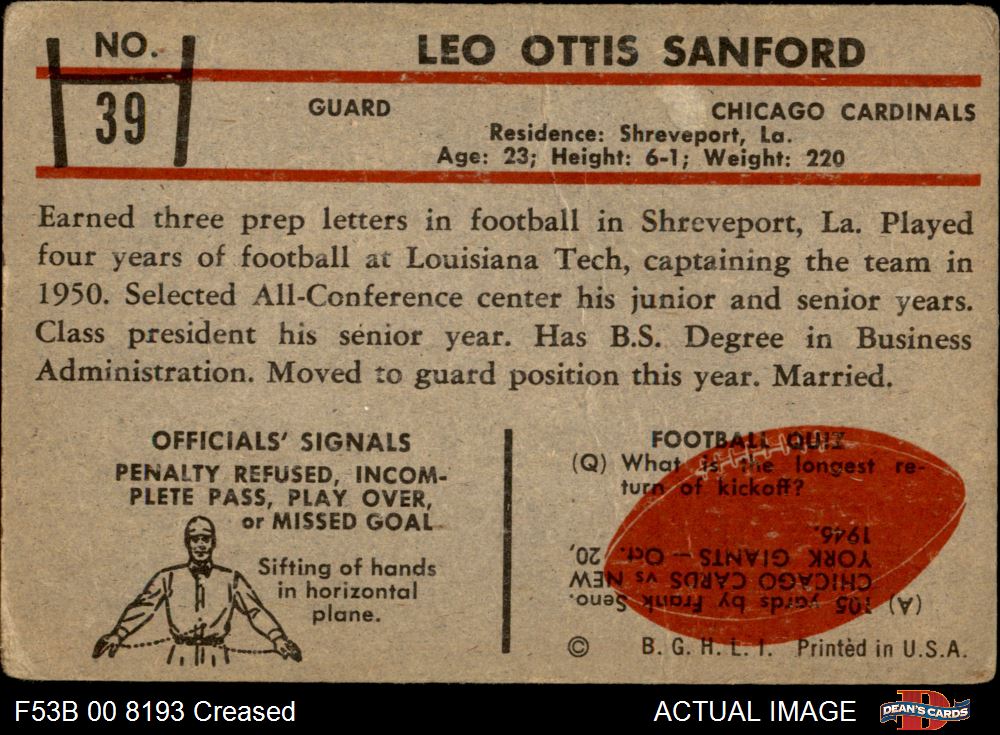 NO.
39
LEO OTTIS SANFORD
GUARD
CHICAGO CARDINALS
Residence: Shreveport, La.
Age: 23; Height: 6-1; Weight: 220
Earned three prep letters in football in Shreveport, La. Played
four years of football at Louisiana Tech, captaining the team in
1950. Selected All-Conference center his junior and senior years.
Class president his senior year. Has B.S. Degree in Business
Administration. Moved to guard position this year. Married.
OFFICIALS' SIGNALS
PENALTY REFUSED, INCOM-
PLETE PASS, PLAY OVER,
or MISSED GOAL
Sifting of hands
in horizontal
plane.
FOOTBALL QUIZ
(Q) What is the longest re-
turn of kickoff?
(A) 105 yards by Frank Seno.
CHICAGO CARDS vs NEW
YORK GIANTS — Oct. 20,
1946.
© B. G. H. L. I. Printed in U.S.A.
F53B 00 8193 Creased
ACTUAL IMAGE
D
DEAN'S CARDS